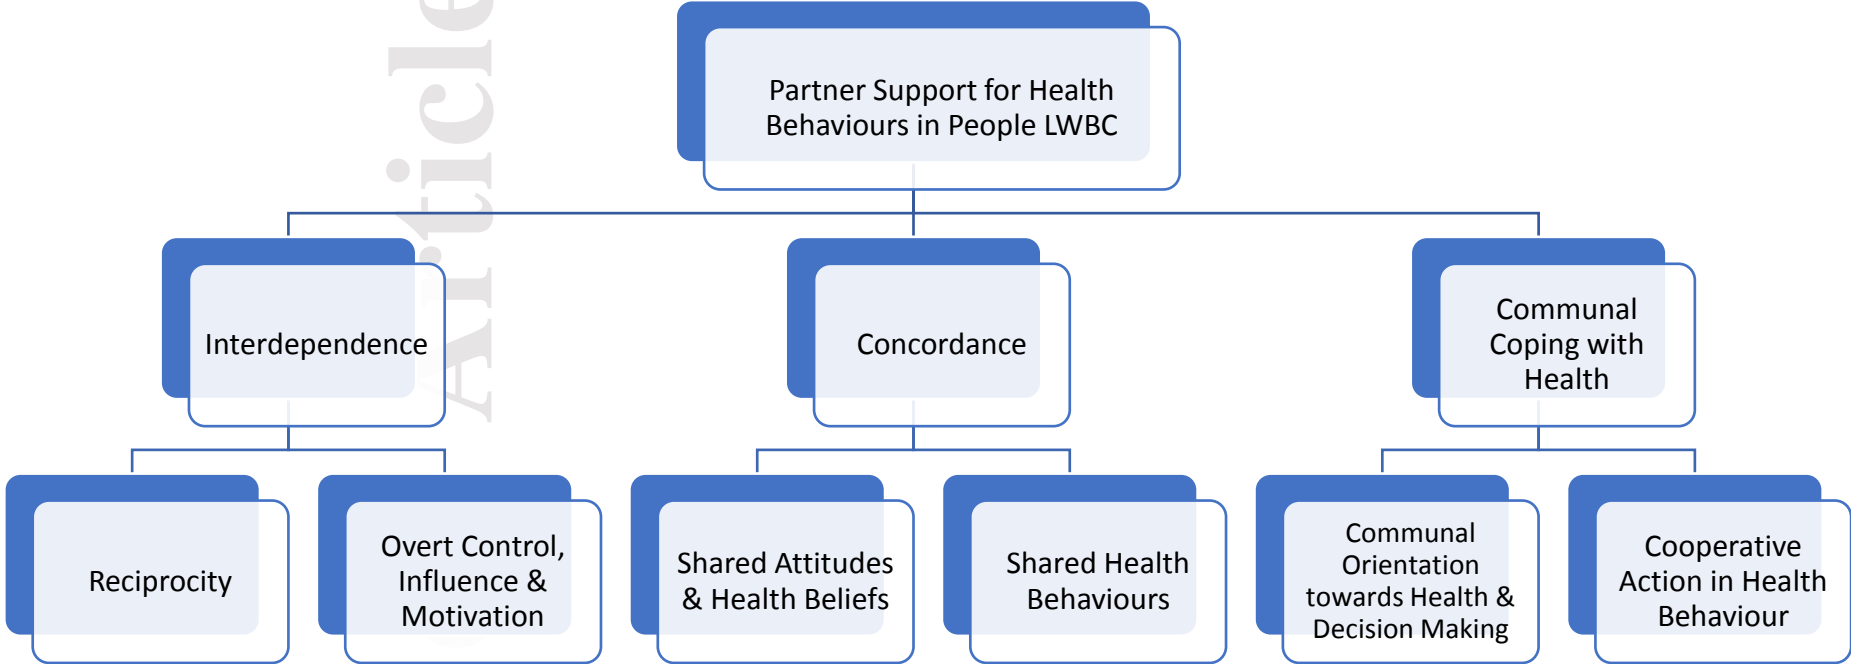 Article
Partner Support for Health
Behaviours in People LWBC
Interdependence
Concordance
Communal
Coping with
Health
Reciprocity
Overt Control,
Influence &
Motivation
Shared Attitudes
& Health Beliefs
Shared Health
Behaviours
Communal
Orientation
towards Health &
Decision Making
Cooperative
Action in Health
Behaviour